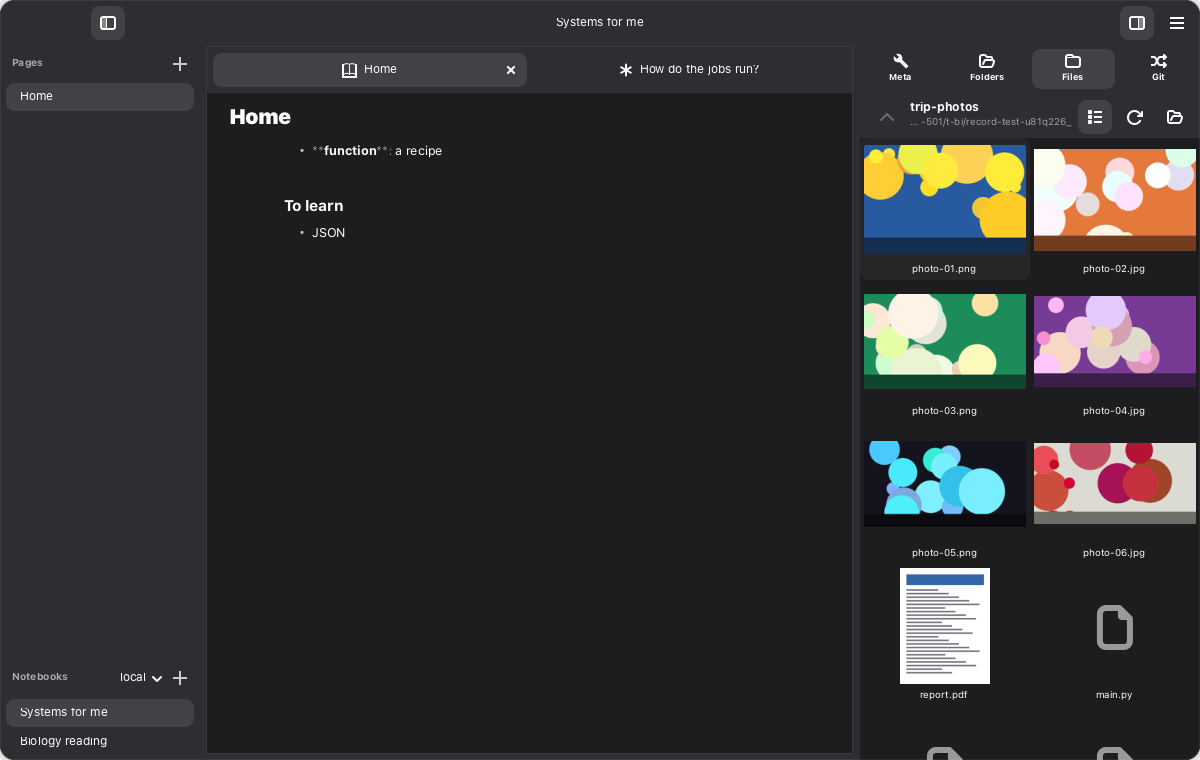 Systems for me
Pages
Home
Home
How do the jobs run?
Home
• **function**: a recipe
To learn
• JSON
Meta
Folders
Files
Git
trip-photos
... -501/t-bi/record-test-u81q226_
photo-01.png
photo-02.jpg
photo-03.png
photo-04.jpg
photo-05.png
photo-06.jpg
report.pdf
main.py
Notebooks
local
Systems for me
Biology reading